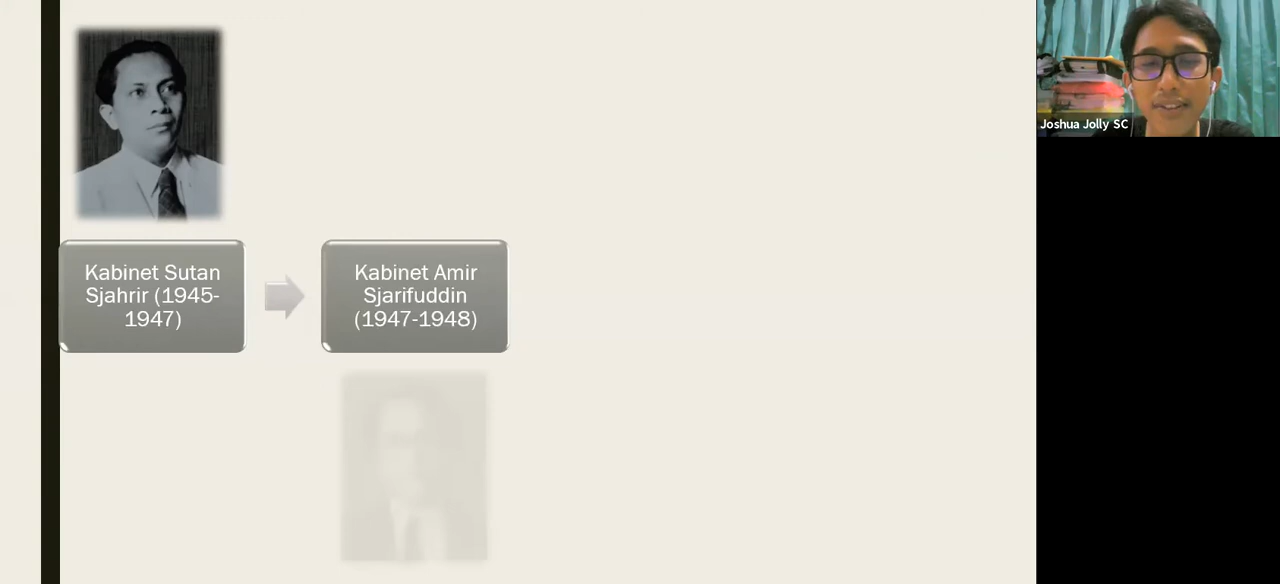 Joshua Jolly SC
Kabinet Sutan
Sjahrir (1945-
1947)
Kabinet Amir
Sjarifuddin
(1947-1948)